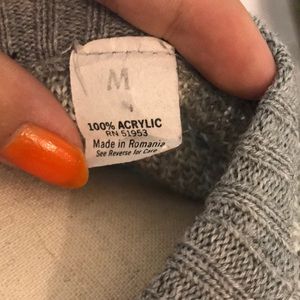 M
100% ACRYLIC
RN 51953
Made in Romania
See Reverse for Care